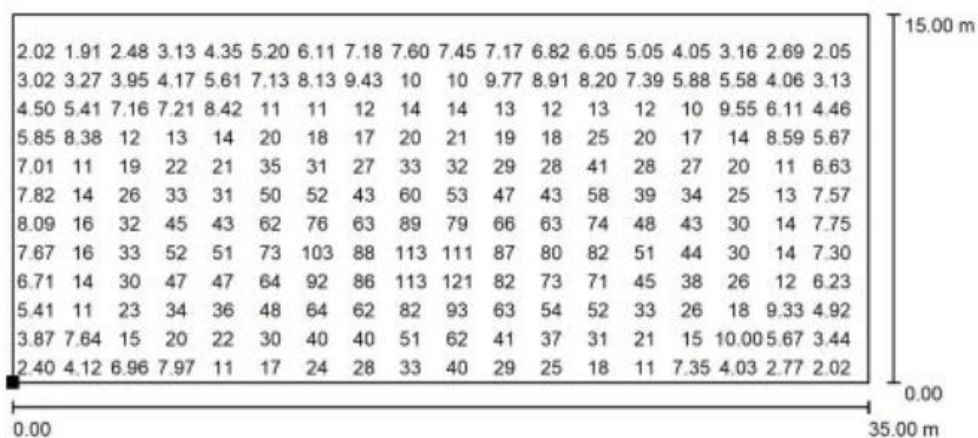 15.00 m
2.02 1.91 2.48 3.13 4.35 5.20 6.11 7.18 7.60 7.45 7.17 6.82 6.05 5.05 4.05 3.16 2.69 2.05
3.02 3.27 3.95 4.17 5.61 7.13 8.13 9.43 10 10 9.77 8.91 8.20 7.39 5.88 5.58 4.06 3.13
4.50 5.41 7.16 7.21 8.42 11 11 12 14 14 13 12 13 12 10 9.55 6.11 4.46
5.85 8.38 12 13 14 20 18 17 20 21 19 18 25 20 17 14 8.59 5.67
7.01 11 19 22 21 35 31 27 33 32 29 28 41 28 27 20 11 6.63
7.82 14 26 33 31 50 52 43 60 53 47 43 58 39 34 25 13 7.57
8.09 16 32 45 43 62 76 63 89 79 66 63 74 48 43 30 14 7.75
7.67 16 33 52 51 73 103 88 113 111 87 80 82 51 44 30 14 7.30
6.71 14 30 47 47 64 92 86 113 121 82 73 71 45 38 26 12 6.23
5.41 11 23 34 36 48 64 62 82 93 63 54 52 33 26 18 9.33 4.92
3.87 7.64 15 20 22 30 40 40 51 62 41 37 31 21 15 10.00 5.67 3.44
2.40 4.12 6.96 7.97 11 17 24 28 33 40 29 25 18 11 7.35 4.03 2.77 2.02
0.00
0.00 35.00 m